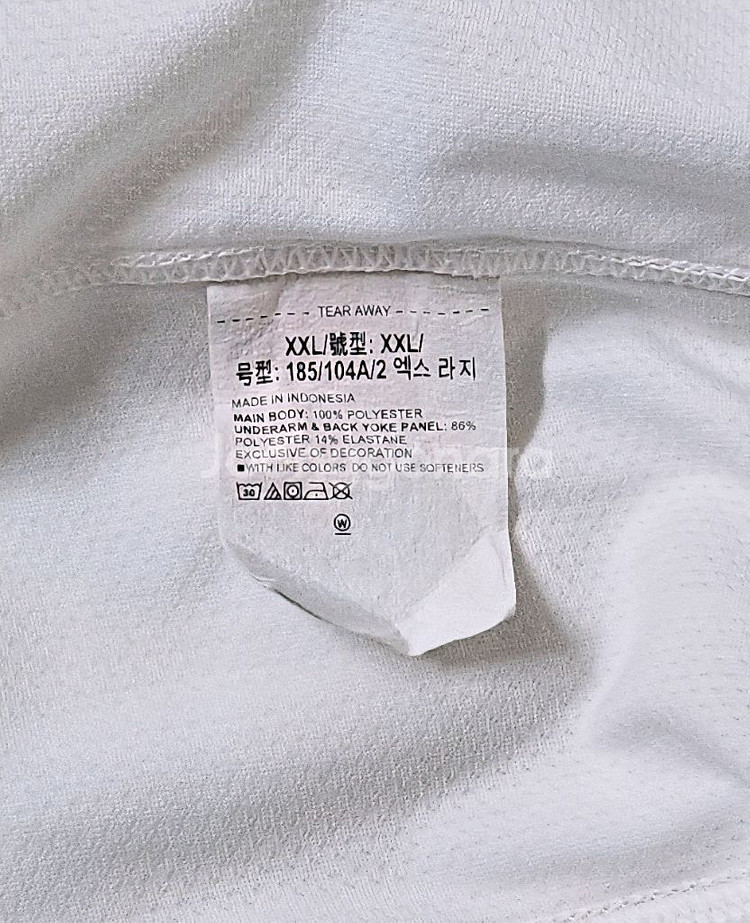 TEAR AWAY
XXL/號型: XXL/
号型: 185/104A/2 엑스 라지
MADE IN INDONESIA
MAIN BODY: 100% POLYESTER
UNDERARM & BACK YOKE PANEL: 86%
POLYESTER 14% ELASTANE
EXCLUSIVE OF DECORATION
■WITH LIKE COLORS DO NOT USE SOFTENERS
30
W